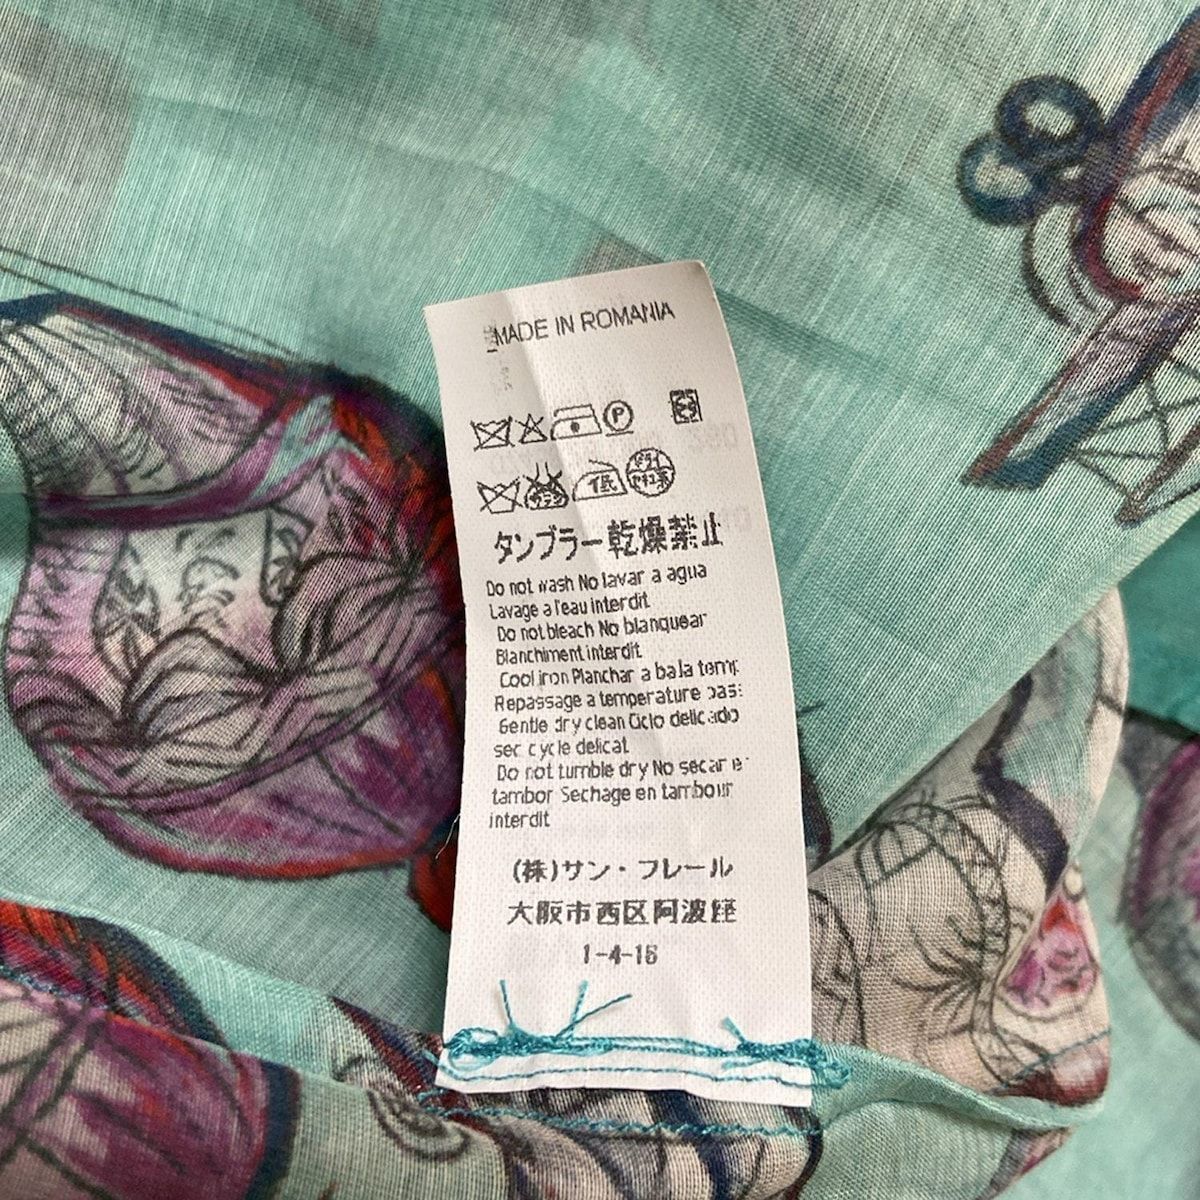 MADE IN ROMANIA
P
低
タンブラー乾燥禁止
Do not wash No lavar a agua
Lavage a l'eau interdit
Do not bleach No blanquear
Blanchiment interdit
Cool iron Planchar a baja temp
Repassage a temperature bas
Gentle dry clean Ciclo delicado
sec cycle delicat
Do not tumble dry No secar e
tambor Sechage en tambour
interdit
(株)サン・フレール
大阪市西区阿波座
1-4-16